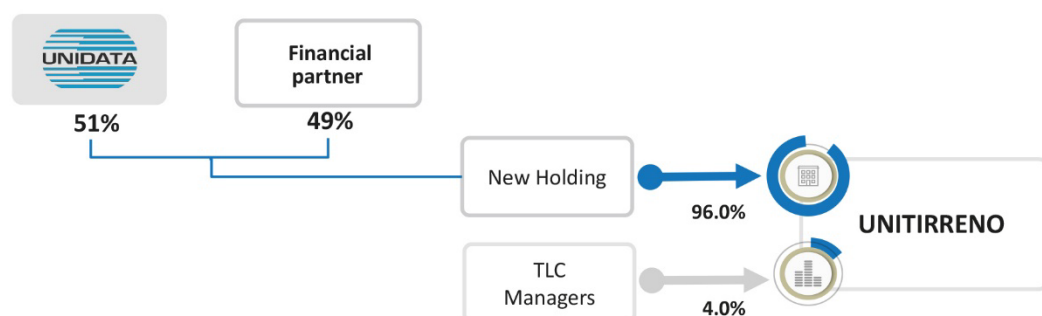 UNIDATA
Financial
partner
51%
49%
New Holding
96.0%
UNITIRRENO
TLC
Managers
4.0%